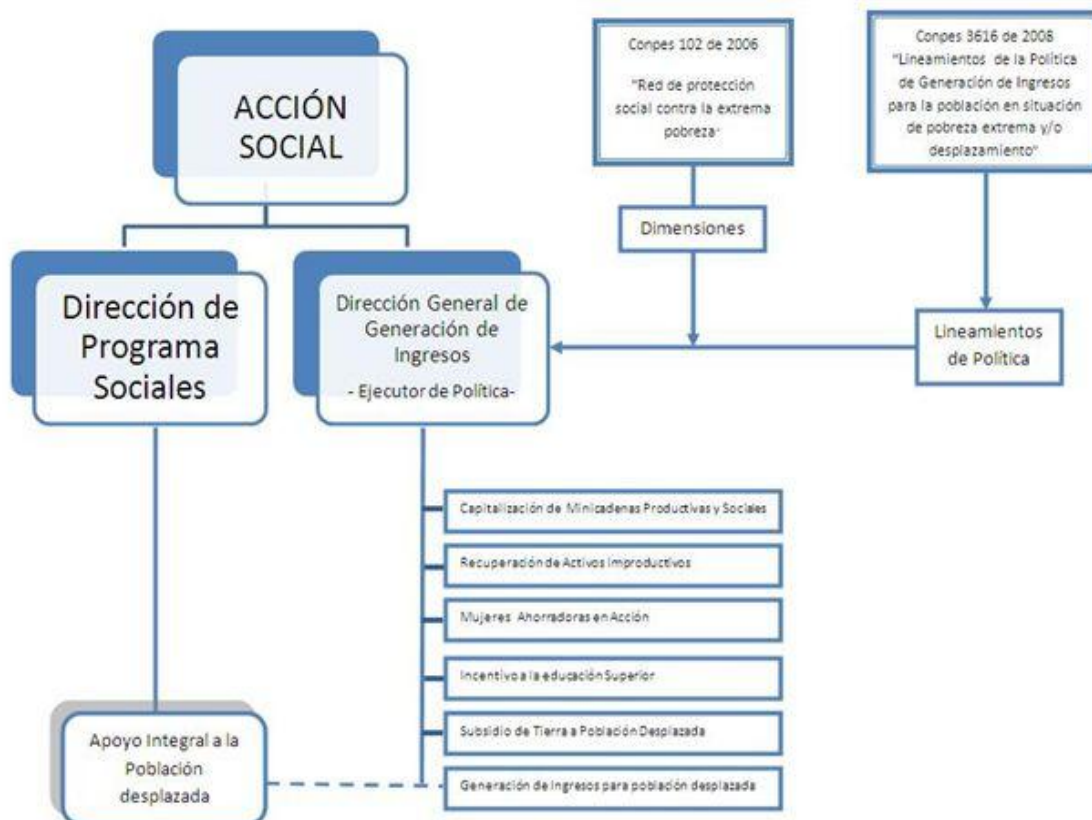 ACCIÓN
SOCIAL
Conpes 102 de 2006
"Red de protección
social contra la extrema
pobreza"
Conpes 3616 de 2008
"Lineamientos de la Política
de Generación de Ingresos
para la población en situación
de pobreza extrema y/o
desplazamiento"
Dimensiones
Dirección de
Programa
Sociales
Dirección General de
Generación de
Ingresos
- Ejecutor de Política-
Lineamientos
de Política
Capitalización de Minicadenas Productivas y Sociales
Recuperación de Activos Improductivos
Mujeres Ahorradoras en Acción
Incentivo a la educación Superior
Subsidio de Tierra a Población Desplazada
Generación de Ingresos para población desplazada
Apoyo Integral a la
Población
desplazada